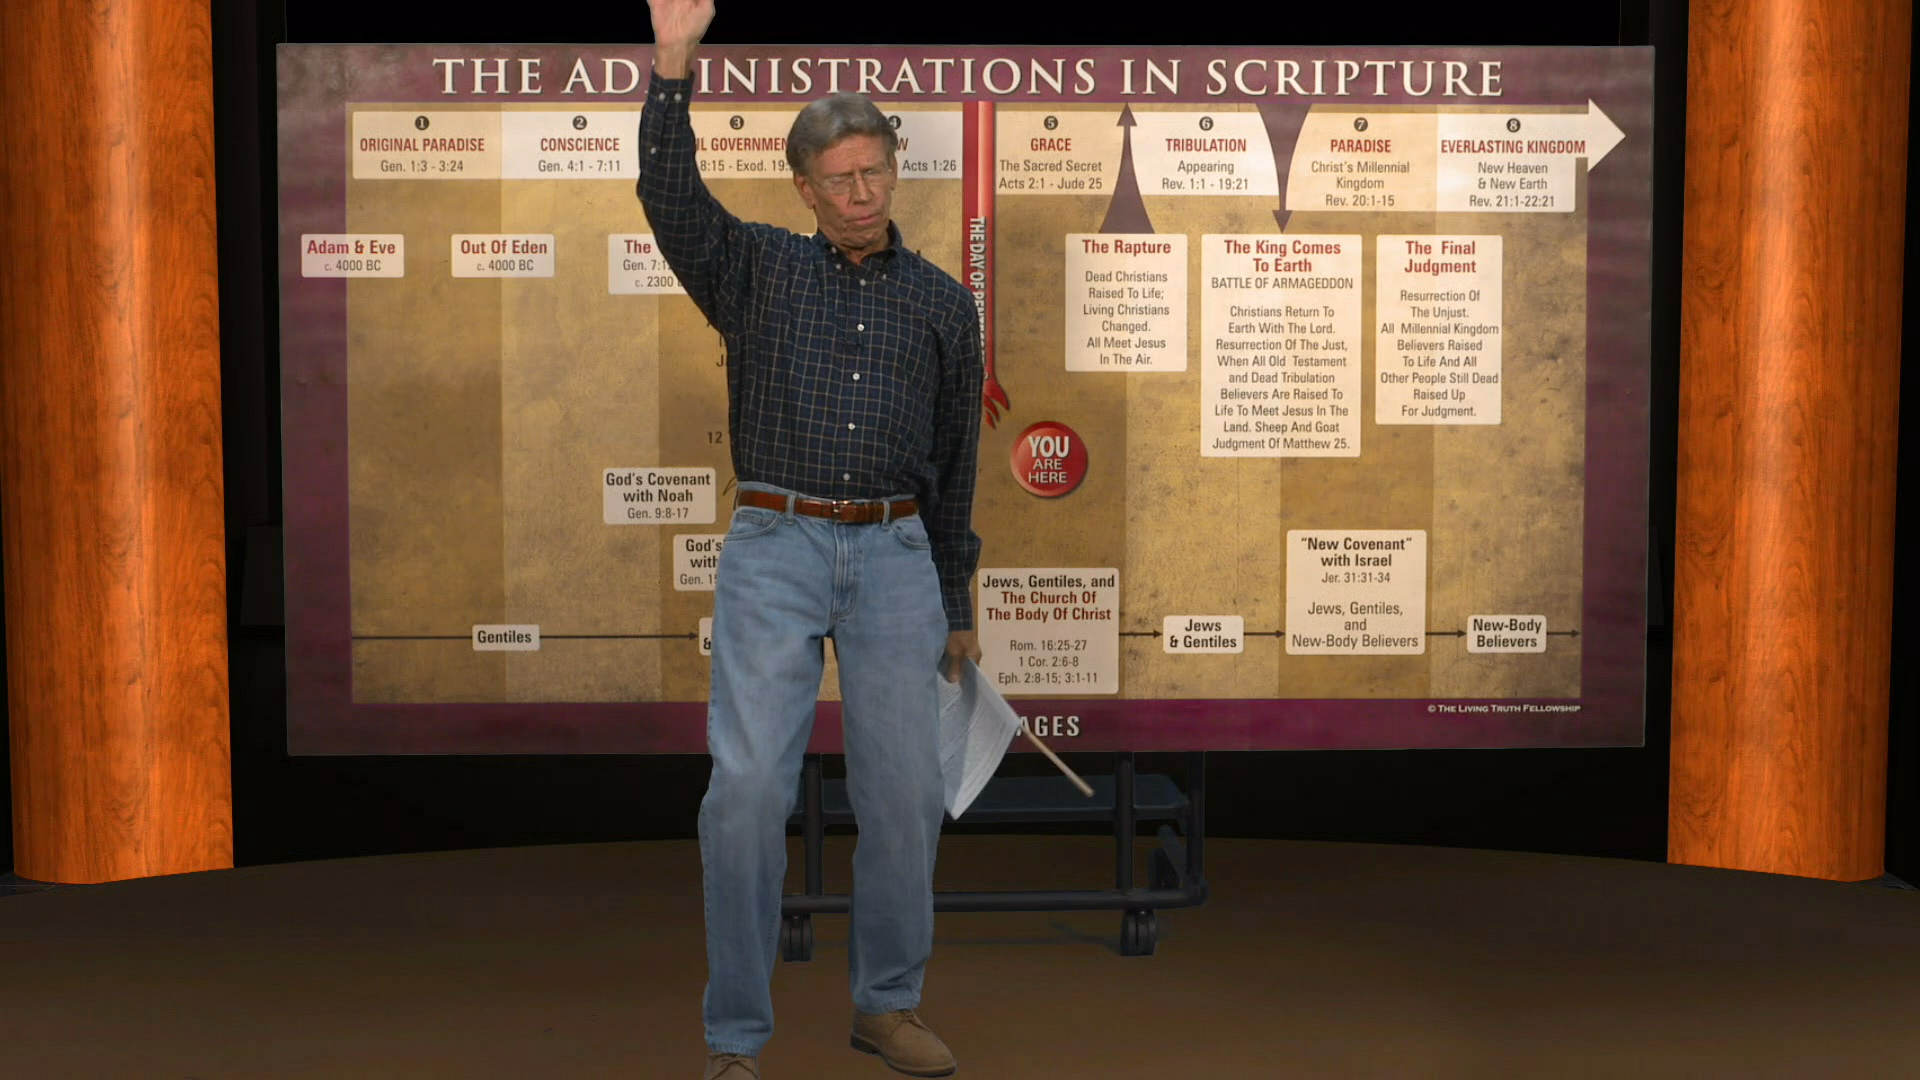 THE AD INISTRATIONS IN SCRIPTURE
1
ORIGINAL PARADISE
Gen. 1:3 - 3:24
2
CONSCIENCE
Gen. 4:1 - 7:11
3
IL GOVERNMEN
8:15 - Exod. 19:
4
W
Acts 1:26
5
GRACE
The Sacred Secret
Acts 2:1 - Jude 25
6
TRIBULATION
Appearing
Rev. 1:1 - 19:21
7
PARADISE
Christ's Millennial
Kingdom
Rev. 20:1-15
8
EVERLASTING KINGDOM
New Heaven
& New Earth
Rev. 21:1-22:21
Adam & Eve
c. 4000 BC
Out Of Eden
c. 4000 BC
The
Gen. 7:1
c. 2300
THE DAY OF PENTEC
The Rapture
Dead Christians
Raised To Life;
Living Christians
Changed.
All Meet Jesus
In The Air.
The King Comes
To Earth
BATTLE OF ARMAGEDDON
Christians Return To
Earth With The Lord.
Resurrection Of The Just,
When All Old Testament
and Dead Tribulation
Believers Are Raised To
Life To Meet Jesus In The
Land. Sheep And Goat
Judgment Of Matthew 25.
The Final
Judgment
Resurrection Of
The Unjust.
All Millennial Kingdom
Believers Raised
To Life And All
Other People Still Dead
Raised Up
For Judgment.
12
YOU
ARE
HERE
God's Covenant
with Noah
Gen. 9:8-17
God's
with
Gen. 1
Gentiles
&
Jews, Gentiles, and
The Church Of
The Body Of Christ
Rom. 16:25-27
1 Cor. 2:6-8
Eph. 2:8-15; 3:1-11
Jews
& Gentiles
"New Covenant"
with Israel
Jer. 31:31-34
Jews, Gentiles,
and
New-Body Believers
New-Body
Believers
© THE LIVING TRUTH FELLOWSHIP
AGES